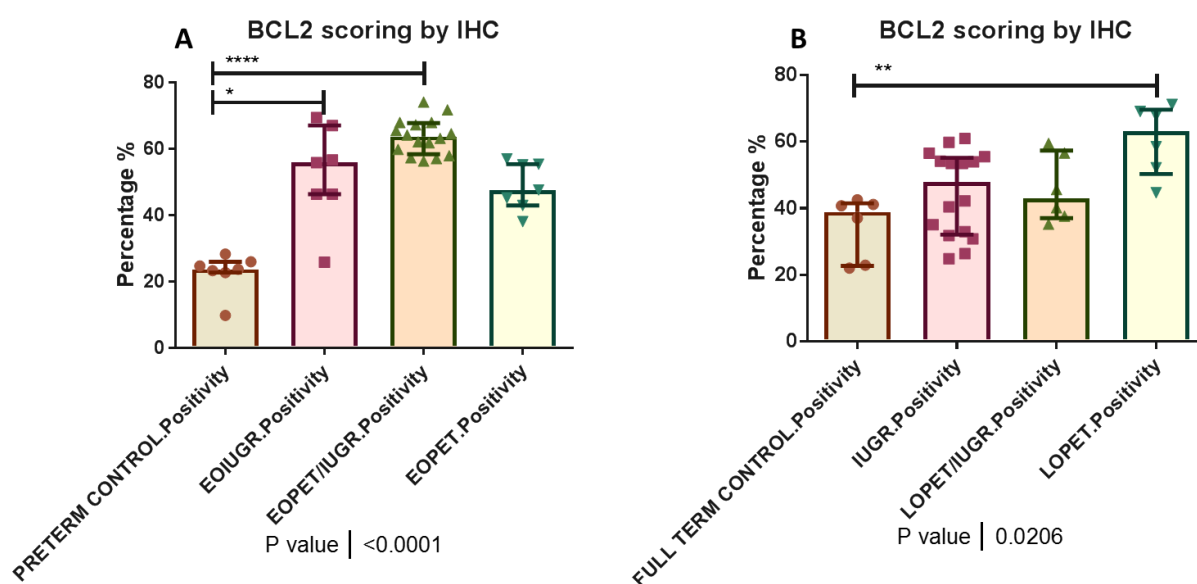 A
BCL2 scoring by IHC
Percentage %
80
60
40
20
0
****
*
PRETERM CONTROL.Positivity
EOIUGR.Positivity
EOPET/IUGR.Positivity
EOPET.Positivity
P value | <0.0001
B
BCL2 scoring by IHC
Percentage %
80
60
40
20
0
**
FULL TERM CONTROL.Positivity
IUGR.Positivity
LOPET/IUGR.Positivity
LOPET.Positivity
P value | 0.0206